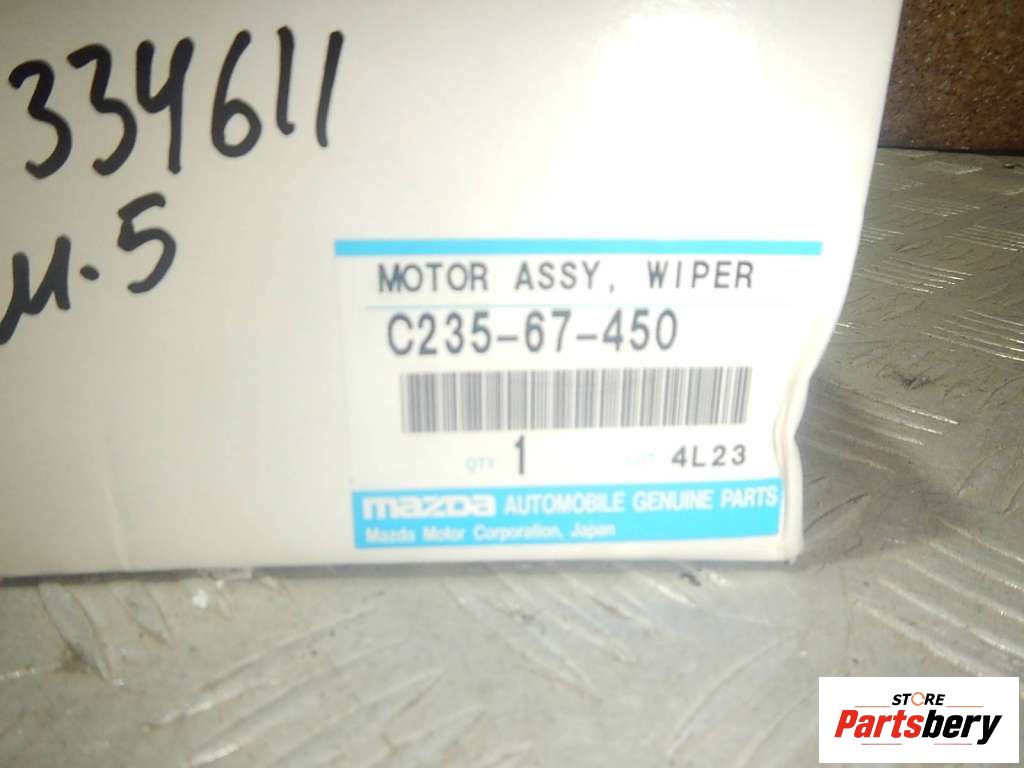 334611
м.5
MOTOR ASSY, WIPER
C235-67-450
QTY 1 4L23
mazda AUTOMOBILE GENUINE PARTS
Mazda Motor Corporation, Japan
STORE
Partsbery